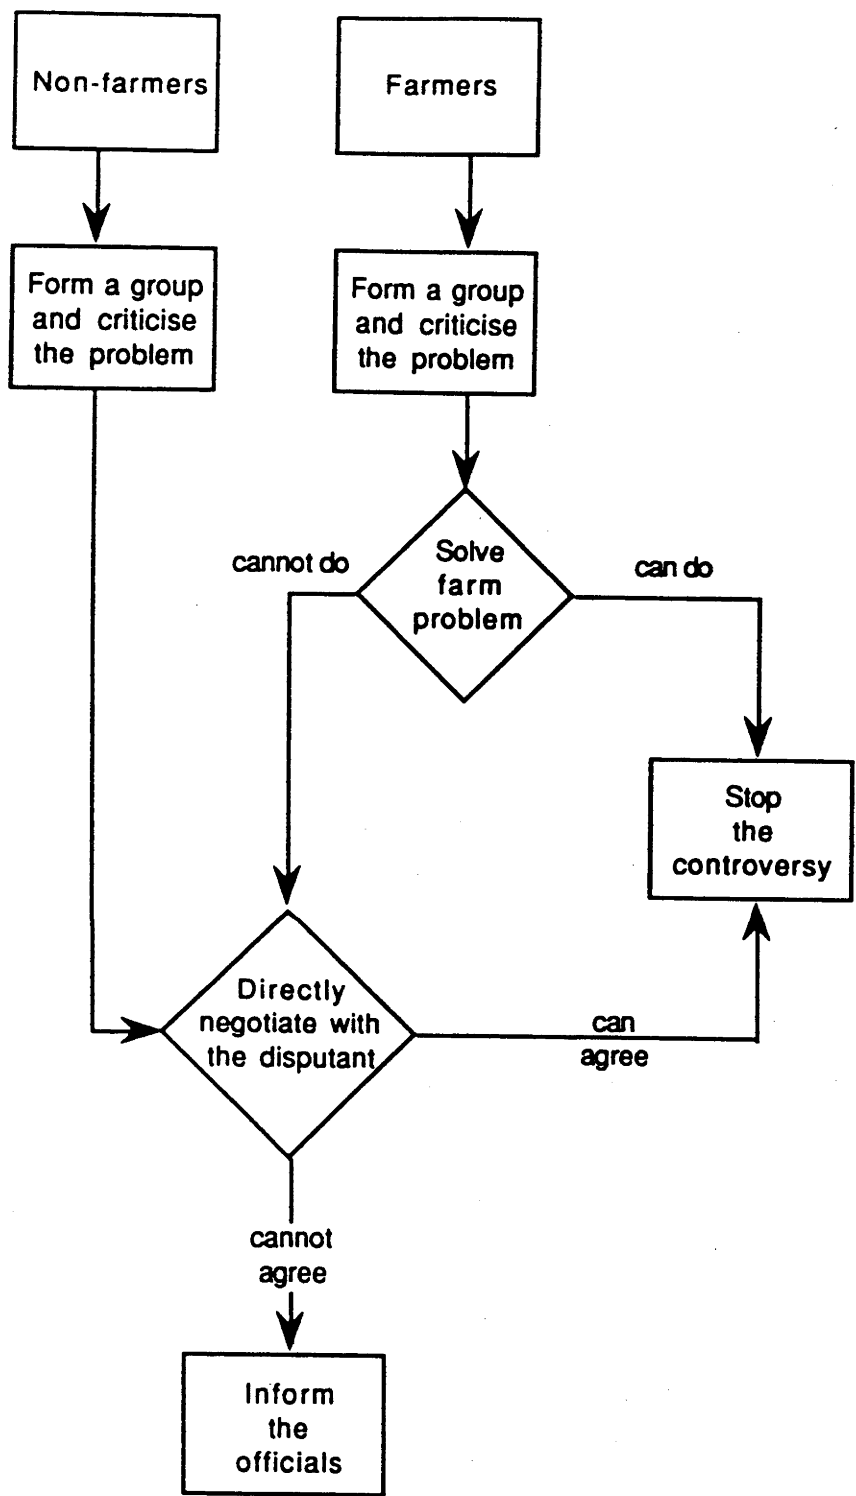 Non-farmers
Farmers
Form a group
and criticise
the problem
Form a group
and criticise
the problem
Solve
farm
problem
cannot do
can do
Stop
the
controversy
Directly
negotiate with
the disputant
can
agree
cannot
agree
Inform
the
officials